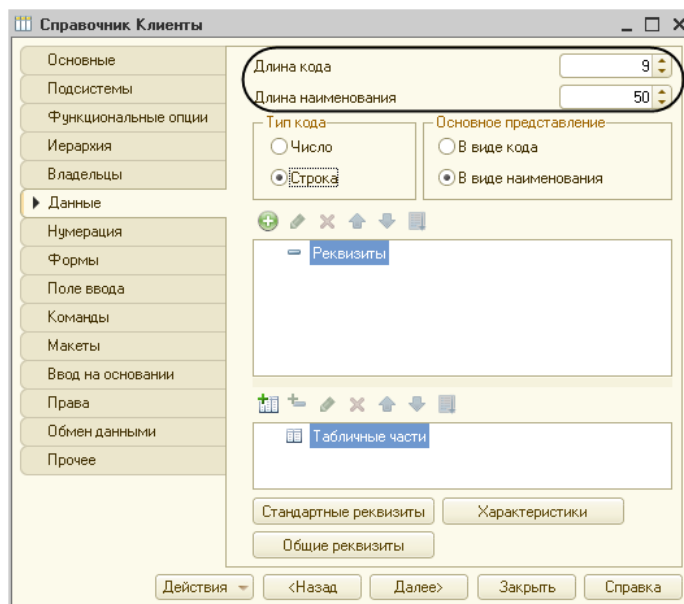 Справочник Клиенты
Основные
Подсистемы
Функциональные опции
Иерархия
Владельцы
Данные
Нумерация
Формы
Поле ввода
Команды
Макеты
Ввод на основании
Права
Обмен данными
Прочее
Длина кода 9
Длина наименования 50
Тип кода Основное представление
Число В виде кода
Строка В виде наименования
Реквизиты
Табличные части
Стандартные реквизиты Характеристики
Общие реквизиты
Действия <Назад Далее> Закрыть Справка